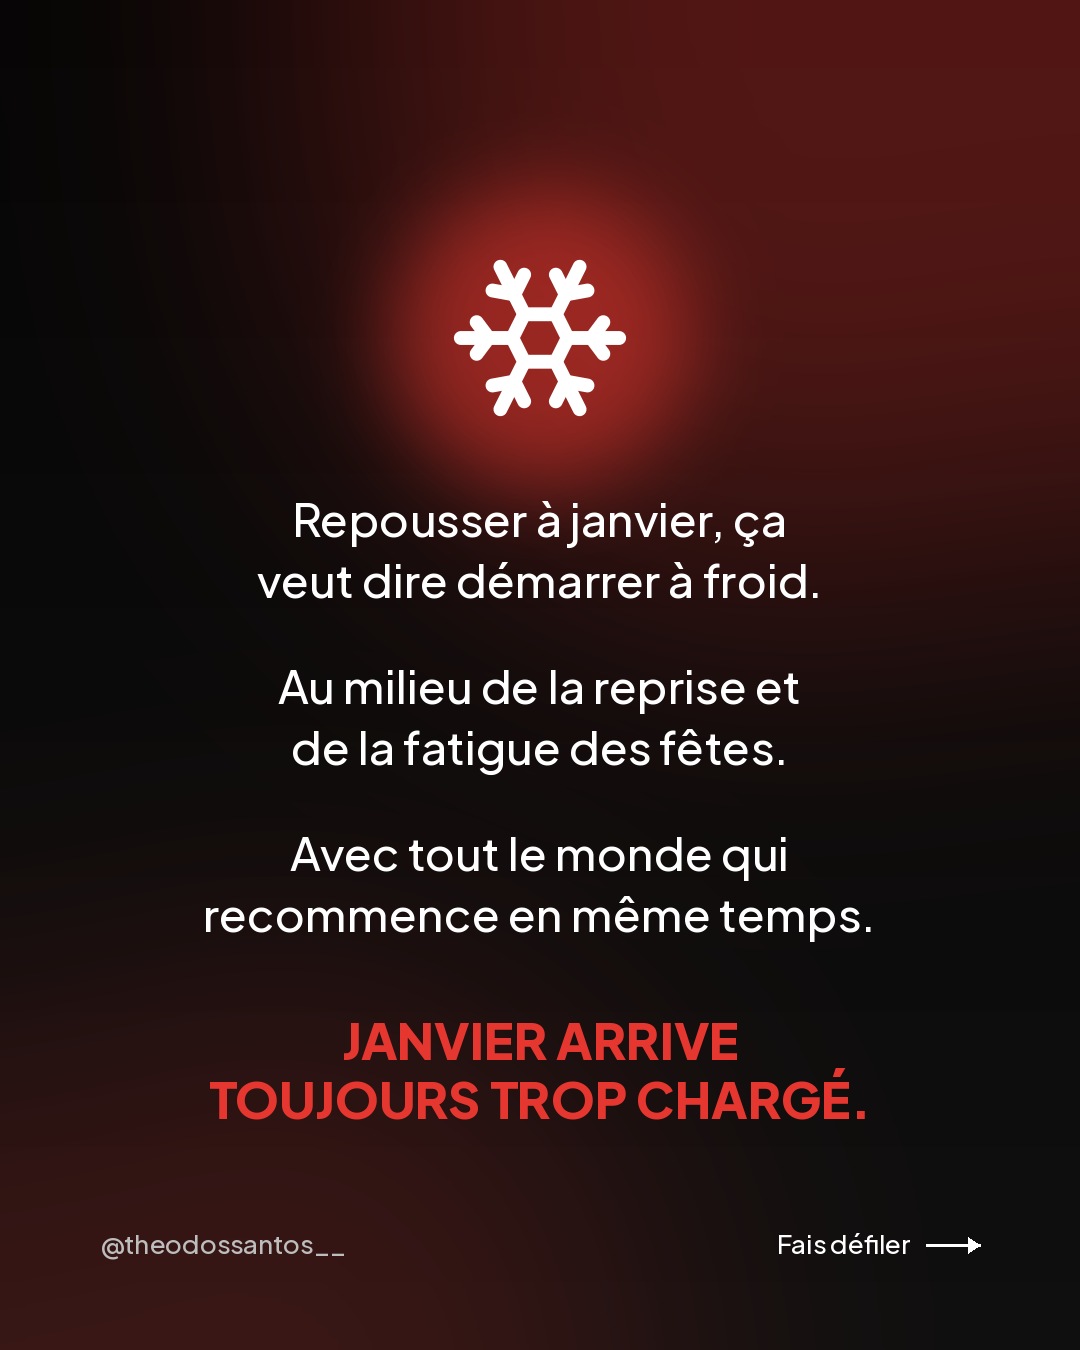 Repousser à janvier, ça
veut dire démarrer à froid.
Au milieu de la reprise et
de la fatigue des fêtes.
Avec tout le monde qui
recommence en même temps.
JANVIER ARRIVE
TOUJOURS TROP CHARGÉ.
@theodossantos__
Fais défiler